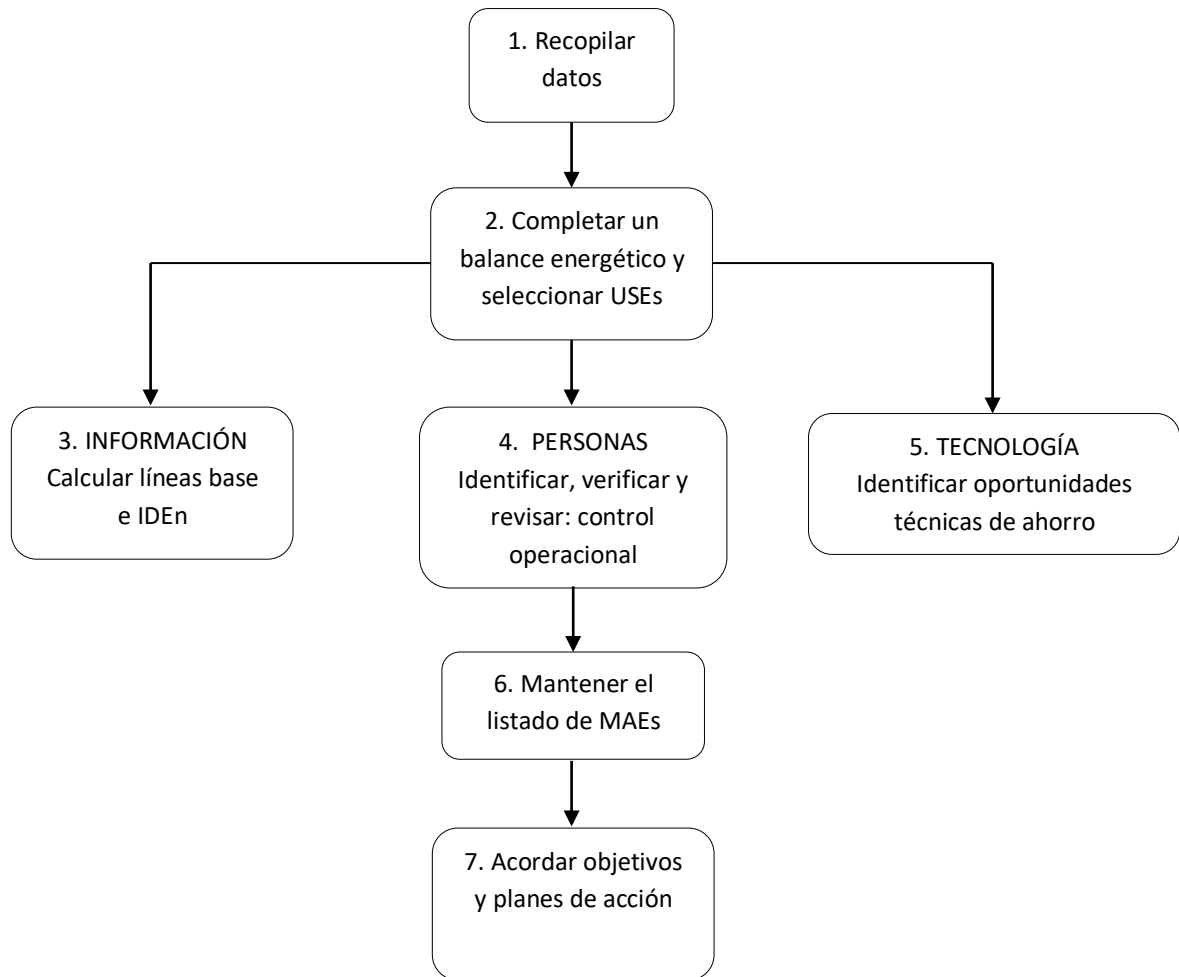 1. Recopilar
datos
2. Completar un
balance energético y
seleccionar USEs
3. INFORMACIÓN
Calcular líneas base
e IDEn
4.  PERSONAS
Identificar, verificar y
revisar: control
operacional
5. TECNOLOGÍA
Identificar oportunidades
técnicas de ahorro
6. Mantener el
listado de MAEs
7. Acordar objetivos
y planes de acción